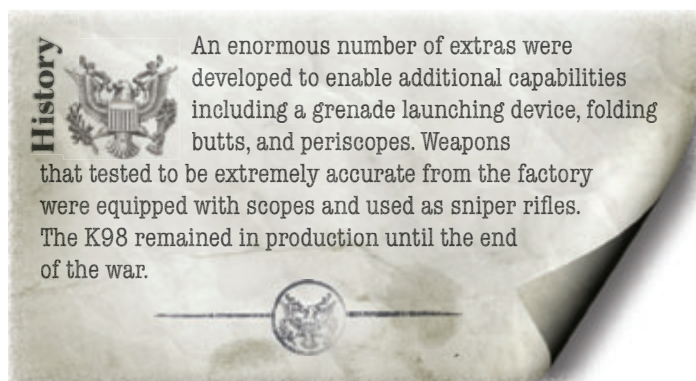 History
An enormous number of extras were
developed to enable additional capabilities
including a grenade launching device, folding
butts, and periscopes. Weapons
that tested to be extremely accurate from the factory
were equipped with scopes and used as sniper rifles.
The K98 remained in production until the end
of the war.